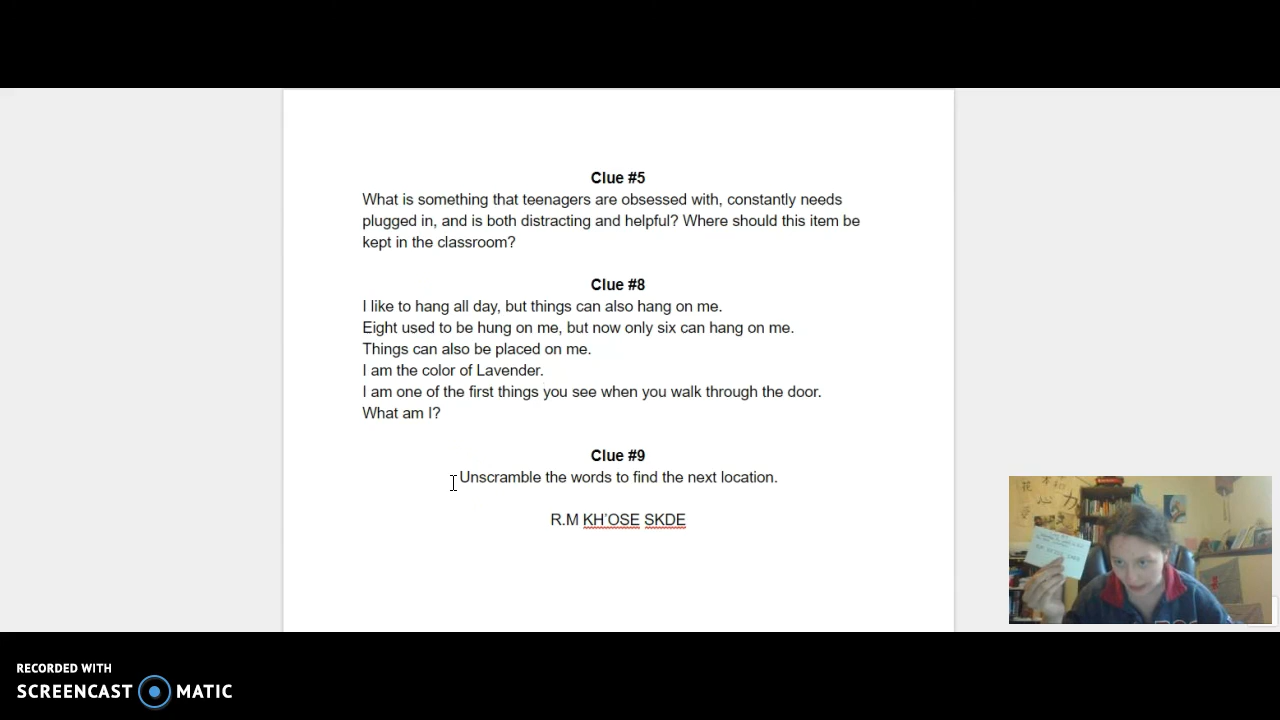 Clue #5
What is something that teenagers are obsessed with, constantly needs
plugged in, and is both distracting and helpful? Where should this item be
kept in the classroom?
Clue #8
I like to hang all day, but things can also hang on me.
Eight used to be hung on me, but now only six can hang on me.
Things can also be placed on me.
I am the color of Lavender.
I am one of the first things you see when you walk through the door.
What am I?
Clue #9
Unscramble the words to find the next location.
R.M KH'OSE SKDE
RECORDED WITH
SCREENCAST MATIC